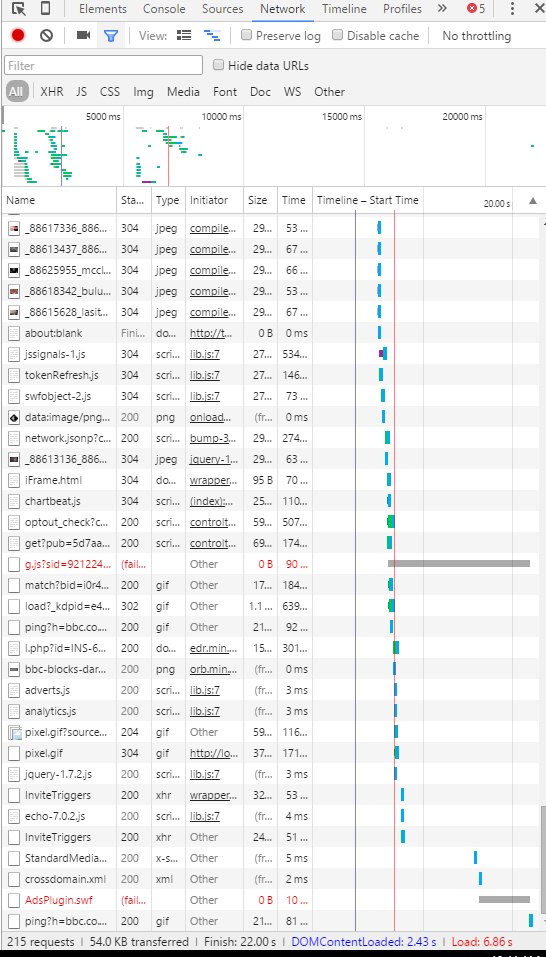 Elements Console Sources Network Timeline Profiles » 5
View: Preserve log Disable cache No throttling
Filter Hide data URLs
All XHR JS CSS Img Media Font Doc WS Other
5000 ms 10000 ms 15000 ms 20000 ms
Name Sta... Type Initiator Size Time Timeline – Start Time 20.00 s
_88617336_886... 304 jpeg compile... 29... 53 ...
_88613437_886... 304 jpeg compile... 29... 67 ...
_88625955_mccl... 304 jpeg compile... 29... 66 ...
_88618342_bulu... 304 jpeg compile... 29... 53 ...
_88615628_lasit... 304 jpeg compile... 29... 67 ...
about:blank Fini... do... http://t... 0 B 0 ms
jssignals-1.js 304 scri... lib.js:7 27... 534...
tokenRefresh.js 304 scri... lib.js:7 27... 146...
swfobject-2.js 304 scri... lib.js:7 27... 73 ...
data:image/png... 200 png onload... (fr... 0 ms
network.jsonp?c... 200 scri... bump-3... 29... 274...
_88613136_886... 304 jpeg jquery-1... 29... 63 ...
iFrame.html 304 do... wrapper... 95 B 70 ...
chartbeat.js 304 scri... (index):... 25... 110...
optout_check?c... 200 scri... controlt... 59... 507...
get?pub=5d7aa... 200 scri... controlt... 69... 174...
g.js?sid=921224... (fail... Other 0 B 90 ...
match?bid=i0r4... 200 gif Other 17... 184...
load?_kdpid=e4... 302 gif Other 1.1 ... 639...
ping?h=bbc.co.... 200 gif Other 21... 92 ...
l.php?id=INS-6... 200 do... edr.min.... 15... 301...
bbc-blocks-dar... 200 png orb.min.... (fr... 0 ms
adverts.js 200 scri... lib.js:7 (fr... 3 ms
analytics.js 200 scri... lib.js:7 (fr... 3 ms
pixel.gif?source... 204 gif Other 59... 116...
pixel.gif 304 gif http://lo... 37... 171...
jquery-1.7.2.js 200 scri... lib.js:7 (fr... 3 ms
InviteTriggers 200 xhr wrapper... 32... 53 ...
echo-7.0.2.js 200 scri... lib.js:7 (fr... 4 ms
InviteTriggers 200 xhr Other 24... 51 ...
StandardMedia... 200 x-s... Other (fr... 5 ms
crossdomain.xml 200 xml Other (fr... 2 ms
AdsPlugin.swf (fail... Other 0 B 10 ...
ping?h=bbc.co.... 200 gif Other 21... 81 ...
215 requests | 54.0 KB transferred | Finish: 22.00 s | DOMContentLoaded: 2.43 s | Load: 6.86 s